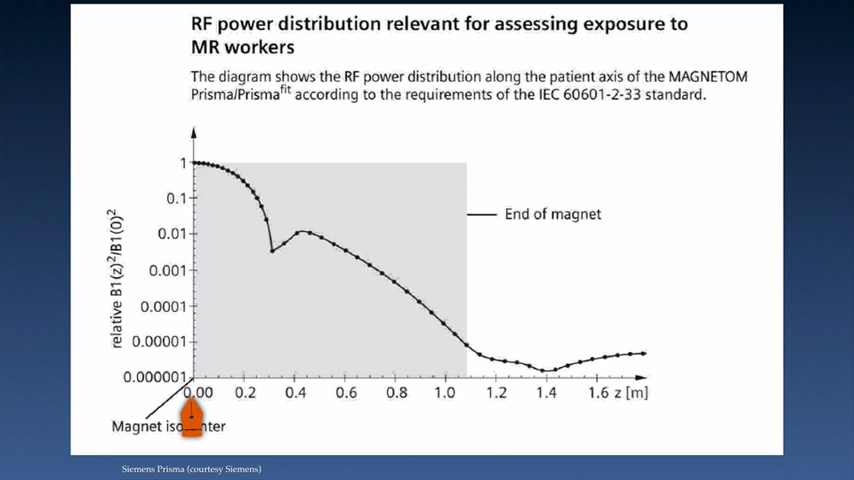 RF power distribution relevant for assessing exposure to
MR workers
The diagram shows the RF power distribution along the patient axis of the MAGNETOM
Prisma/Prismafit according to the requirements of the IEC 60601-2-33 standard.
1
0.1
0.01
0.001
0.0001
0.00001
0.000001
relative B1(z)²/B1(0)²
End of magnet
0.00 0.2 0.4 0.6 0.8 1.0 1.2 1.4 1.6 z [m]
Magnet
Siemens Prisma (courtesy Siemens)